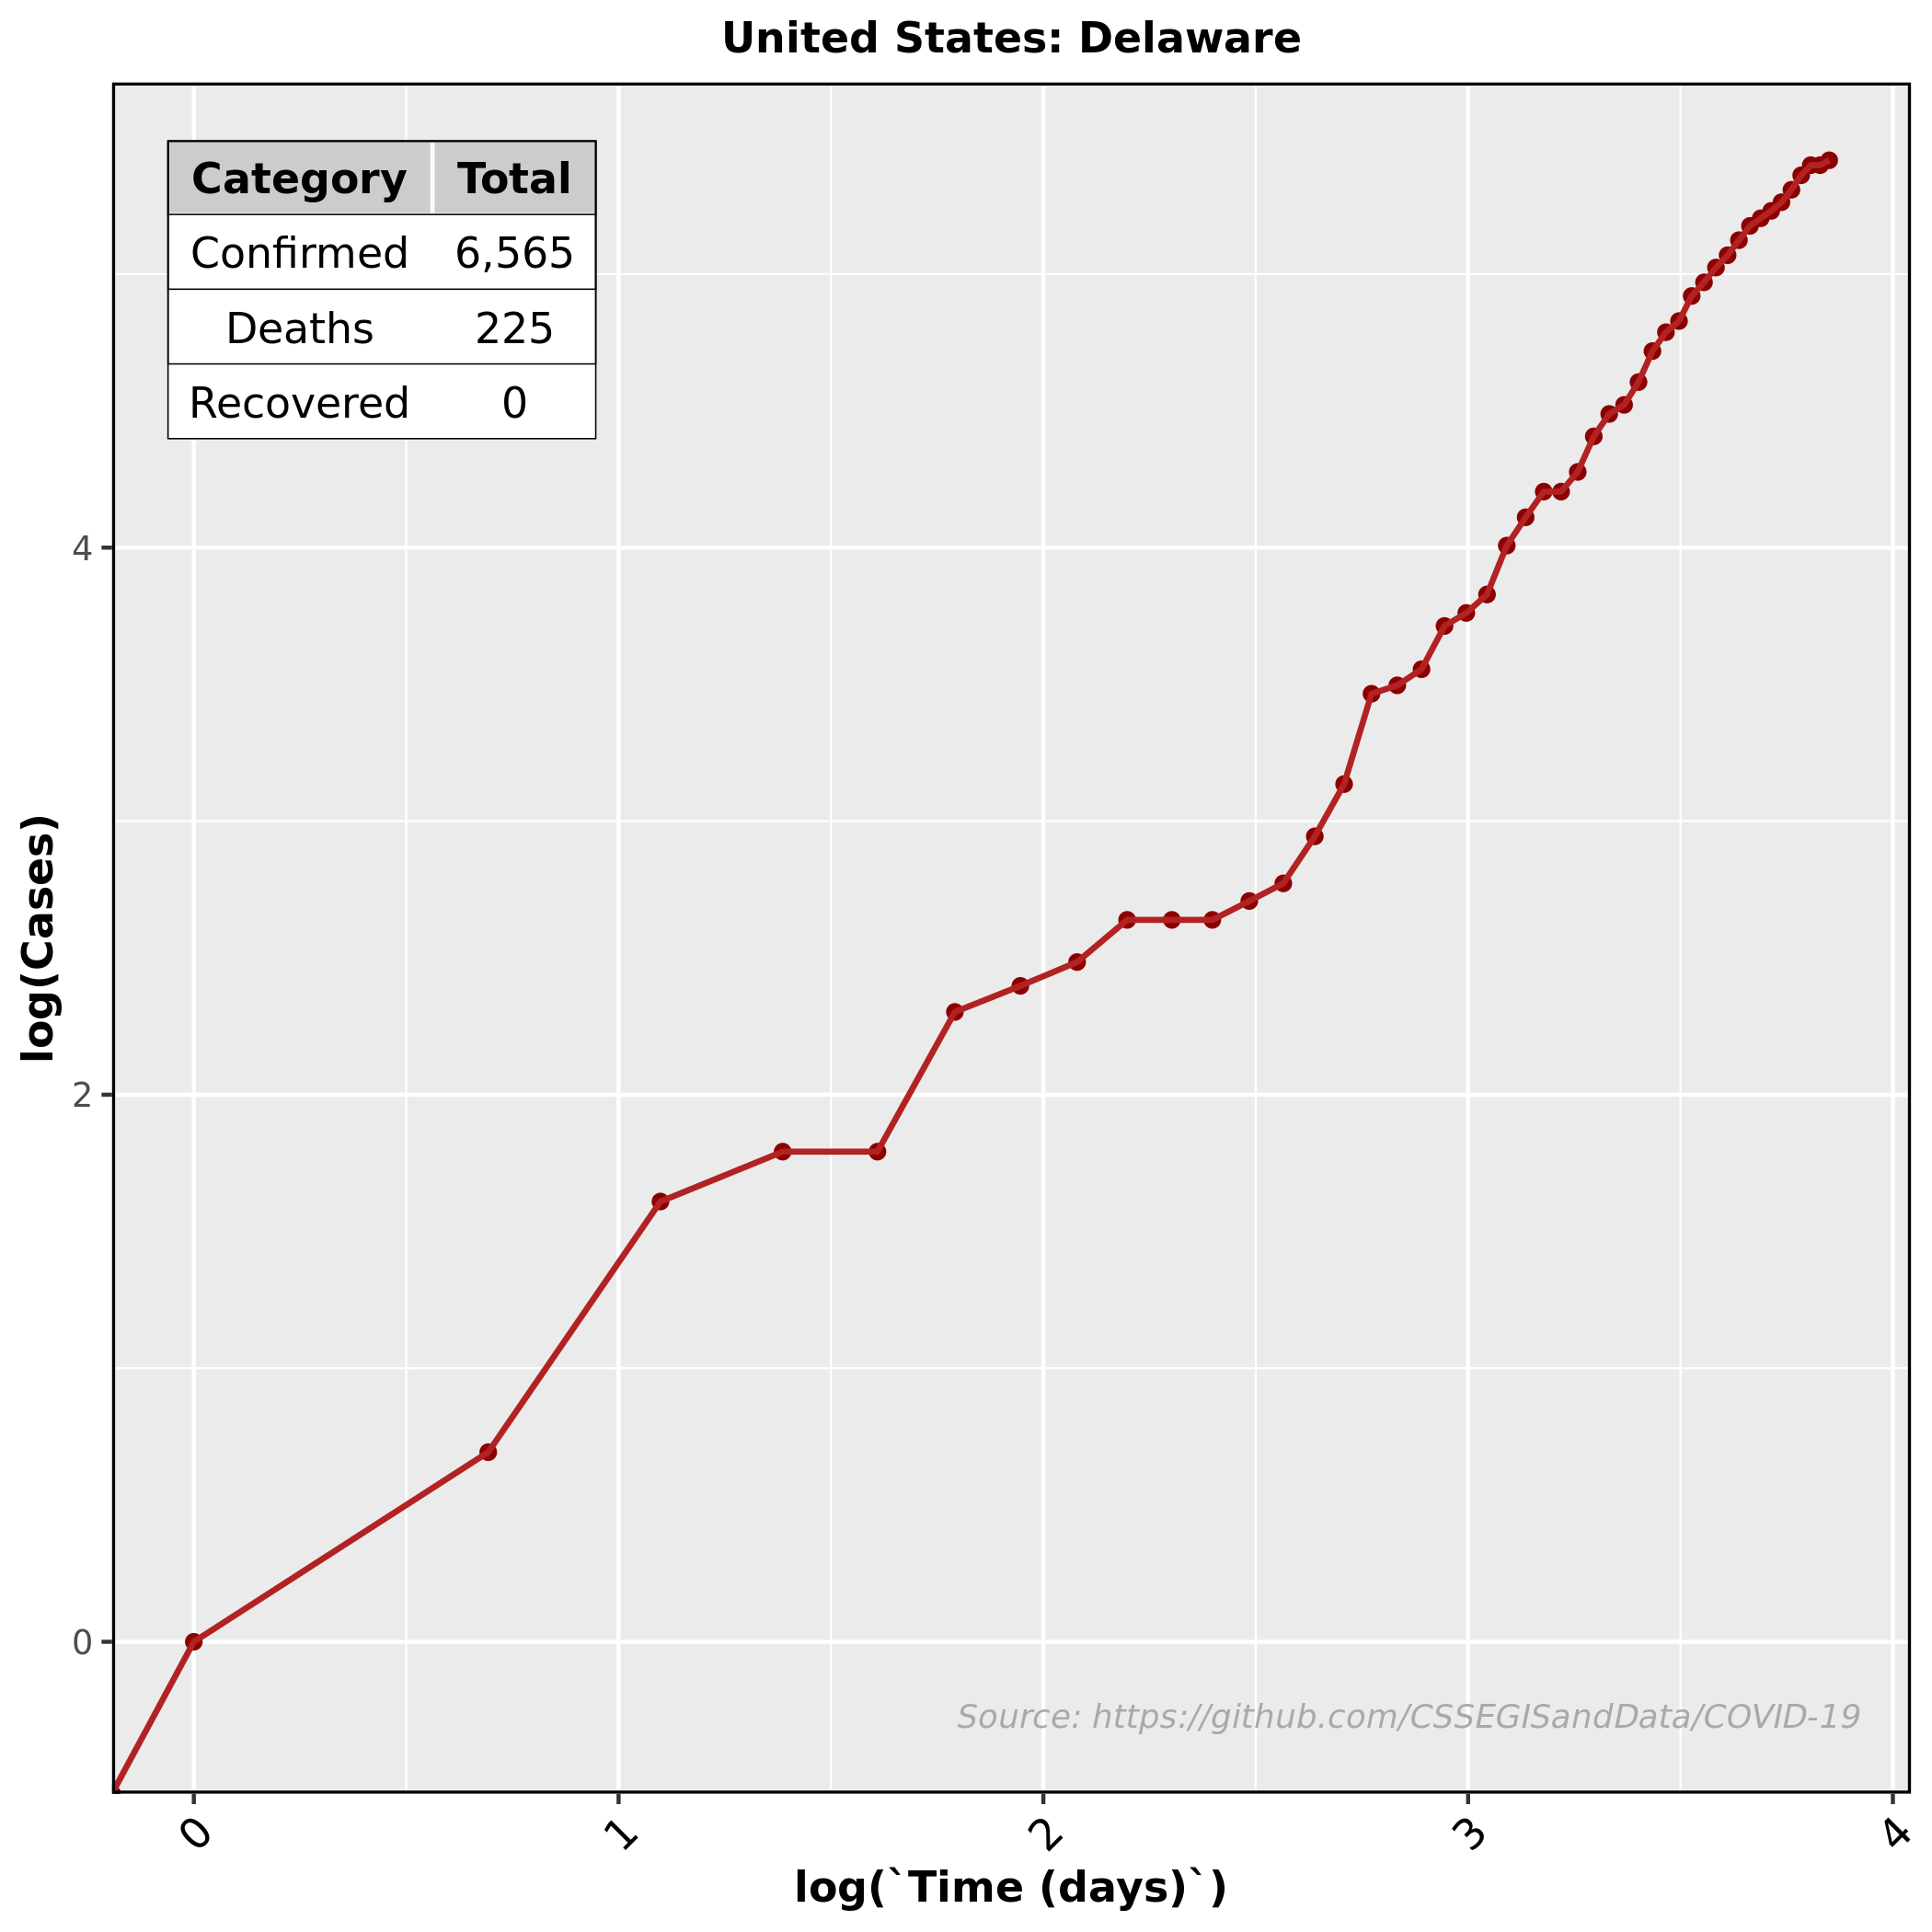 United States: Delaware
Category Total
Confirmed 6,565
Deaths 225
Recovered 0
4
2
0
log(Cases)
Source: https://github.com/CSSEGISandData/COVID-19
0 1 2 3 4
log(`Time (days)`)